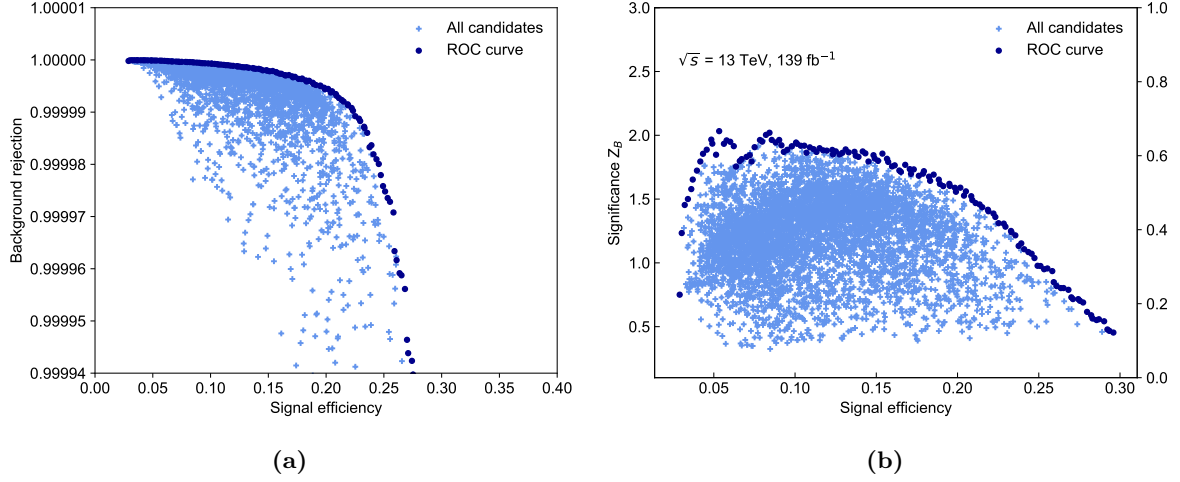 1.00001
1.00000
0.99999
0.99998
0.99997
0.99996
0.99995
0.99994
Background rejection
0.00 0.05 0.10 0.15 0.20 0.25 0.30 0.35 0.40
Signal efficiency
All candidates
ROC curve
(a)
3.0
2.5
2.0
1.5
1.0
0.5
Significance Z_B
√s = 13 TeV, 139 fb⁻¹
All candidates
ROC curve
1.0
0.8
0.6
0.4
0.2
0.0
0.05 0.10 0.15 0.20 0.25 0.30
Signal efficiency
(b)